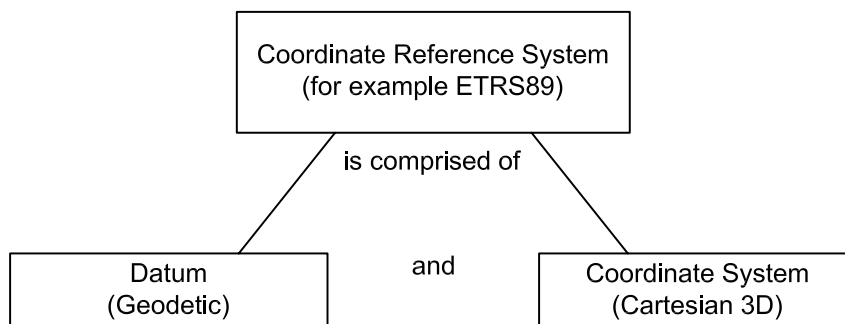 Coordinate Reference System
(for example ETRS89)
is comprised of
Datum
(Geodetic)
and
Coordinate System
(Cartesian 3D)